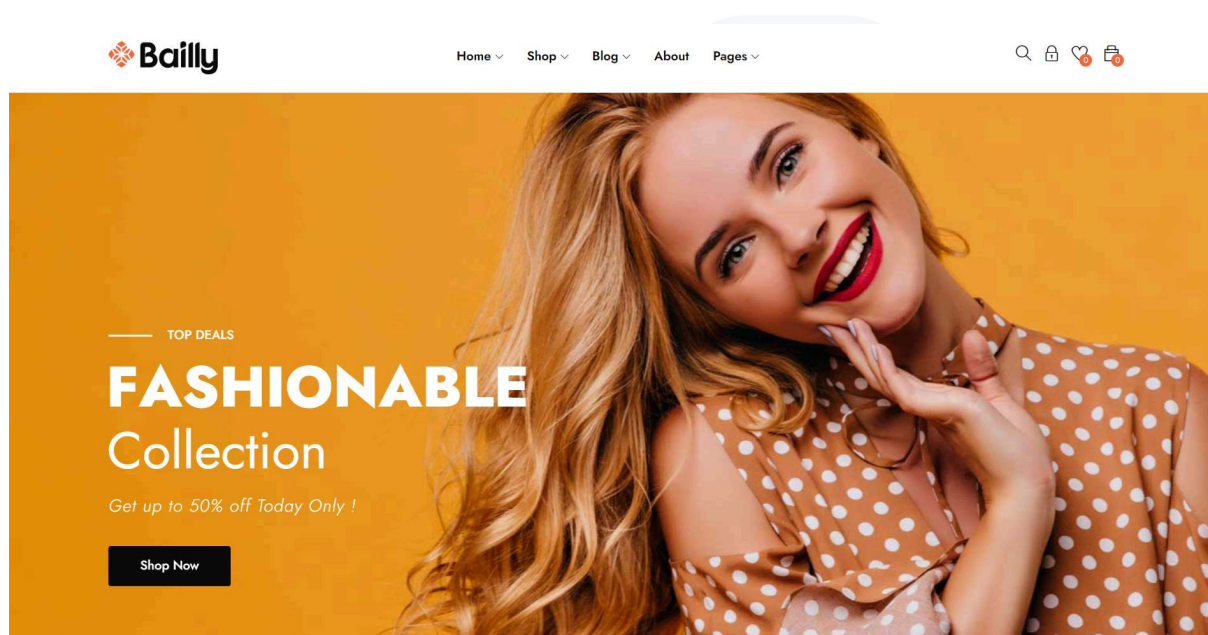 Bailly
Home Shop Blog About Pages
0 0
TOP DEALS
FASHIONABLE
Collection
Get up to 50% off Today Only !
Shop Now